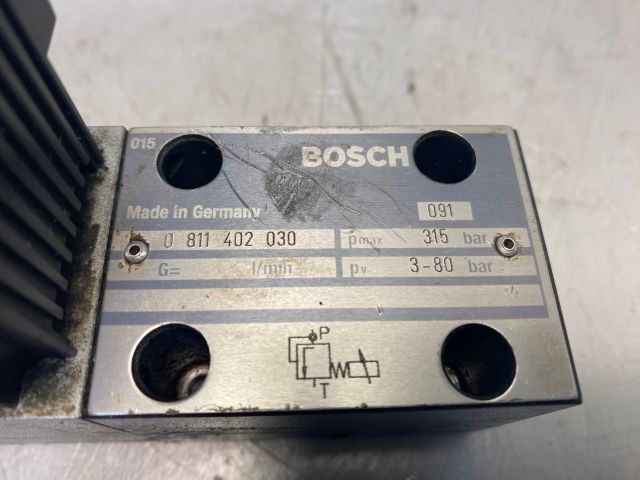 015
BOSCH
Made in Germany
091
0 811 402 030
pmax 315 bar
G= l/min
pv 3-80 bar
P
T